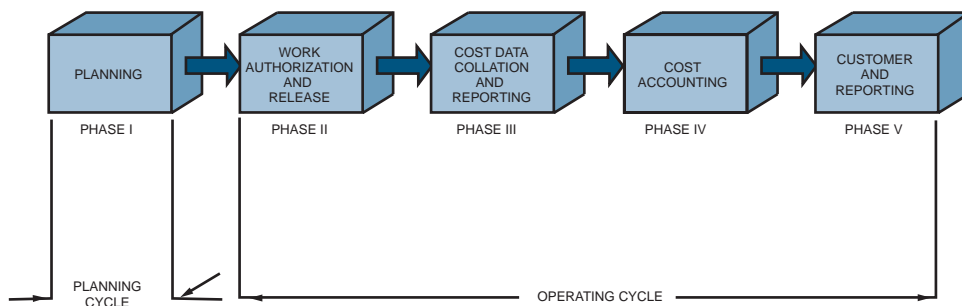 PLANNING
WORK
AUTHORIZATION
AND
RELEASE
COST DATA
COLLATION
AND
REPORTING
COST
ACCOUNTING
CUSTOMER
AND
REPORTING
PHASE I
PHASE II
PHASE III
PHASE IV
PHASE V
PLANNING
CYCLE
OPERATING CYCLE